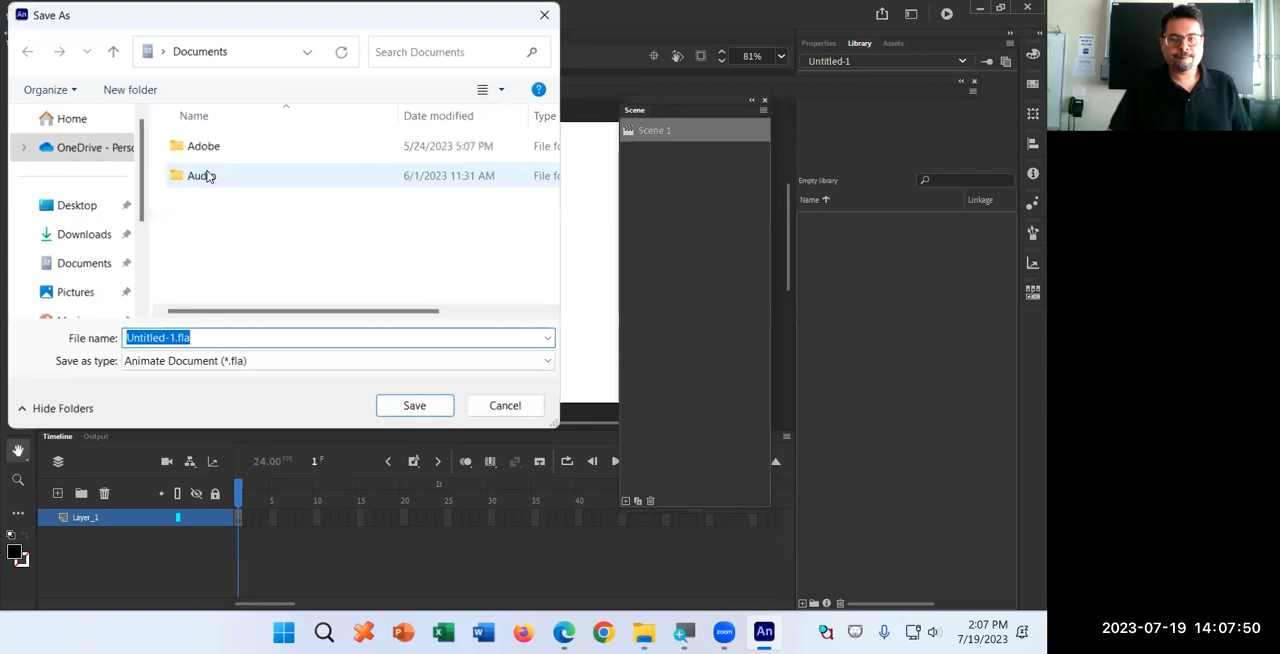 Save As
Documents
Search Documents
81%
Properties
Library
Assets
Untitled-1
Organize
New folder
Home
Name
Date modified
Type
Scene
OneDrive - Perso
Adobe
5/24/2023 5:07 PM
File fo
Scene 1
Audio
6/1/2023 11:31 AM
File fo
Empty library
Name
Linkage
Desktop
Downloads
Documents
Pictures
File name:
Untitled-1.fla
Save as type:
Animate Document (*.fla)
Hide Folders
Save
Cancel
Timeline
Output
24.00 FPS
1 F
1s
5
10
15
20
25
30
35
40
Layer_1
An
2:07 PM
7/19/2023
2023-07-19 14:07:50